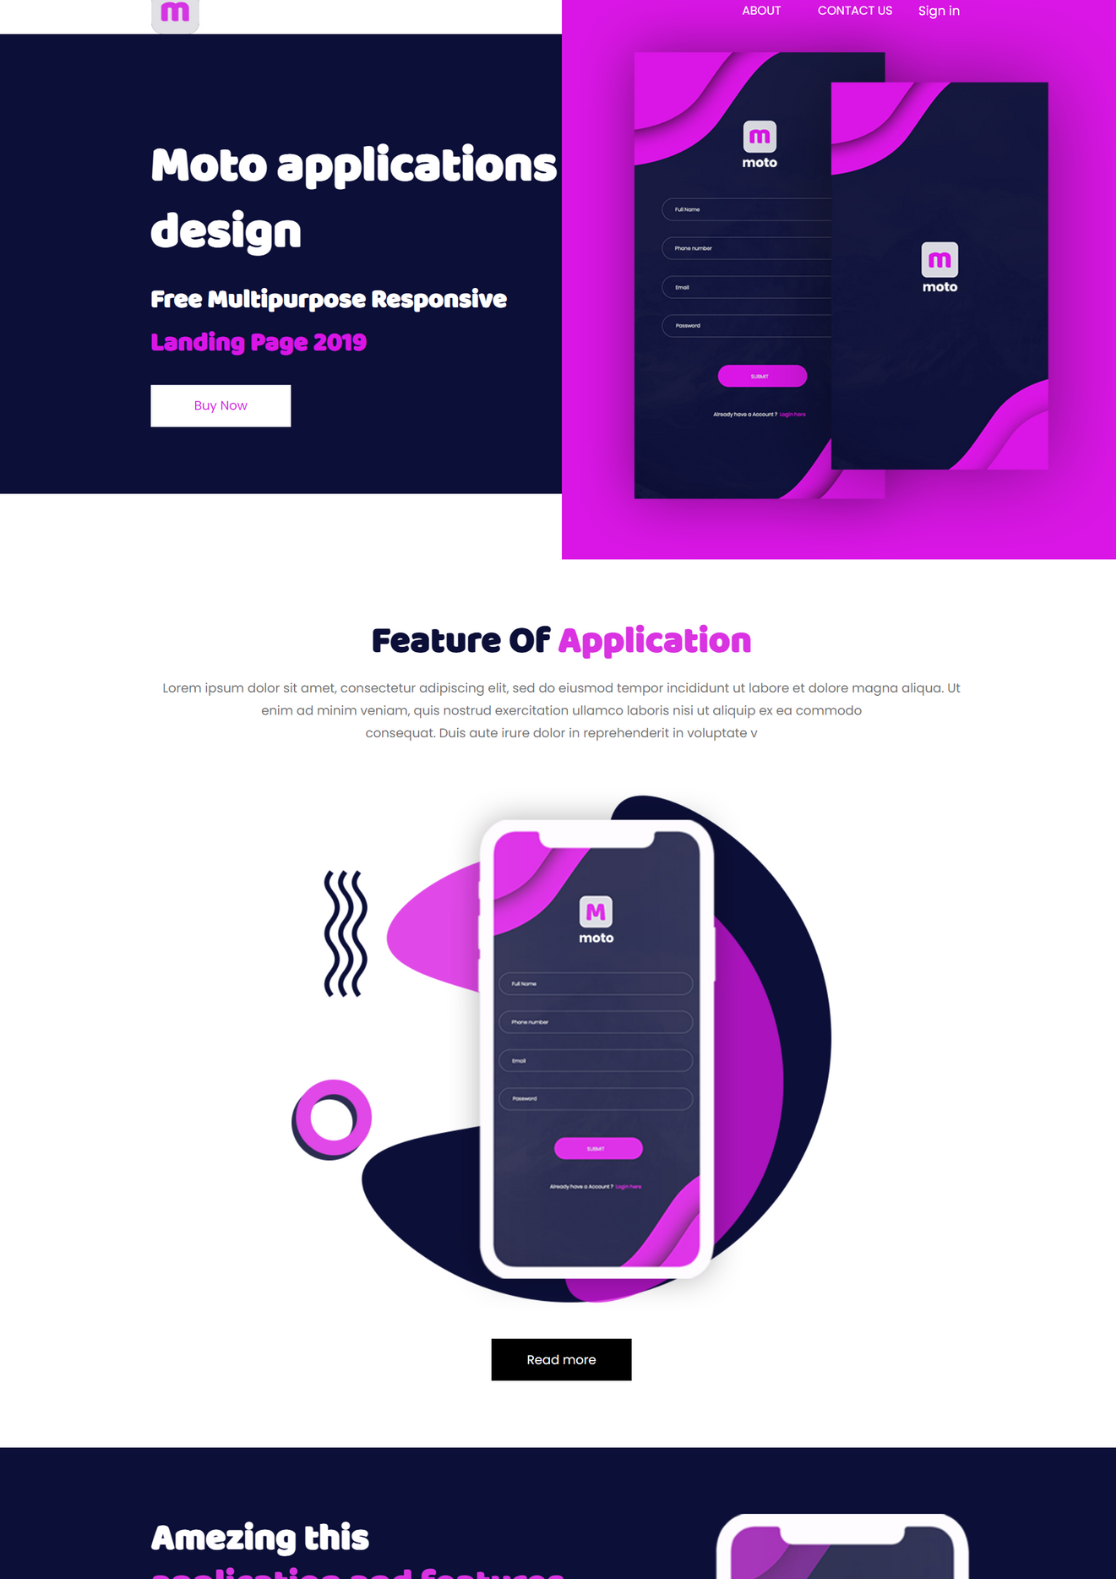 m
ABOUT CONTACT US Sign in
Moto applications
design
Free Multipurpose Responsive
Landing Page 2019
Buy Now
m
moto
Full Name
Phone number
Email
Password
SUBMIT
Already have a Account ? Login here
m
moto
Feature Of Application
Lorem ipsum dolor sit amet, consectetur adipiscing elit, sed do eiusmod tempor incididunt ut labore et dolore magna aliqua. Ut
enim ad minim veniam, quis nostrud exercitation ullamco laboris nisi ut aliquip ex ea commodo
consequat. Duis aute irure dolor in reprehenderit in voluptate v
M
moto
Full Name
Phone number
Email
Password
SUBMIT
Already have a Account ? Login here
Read more
Amezing this
application and features